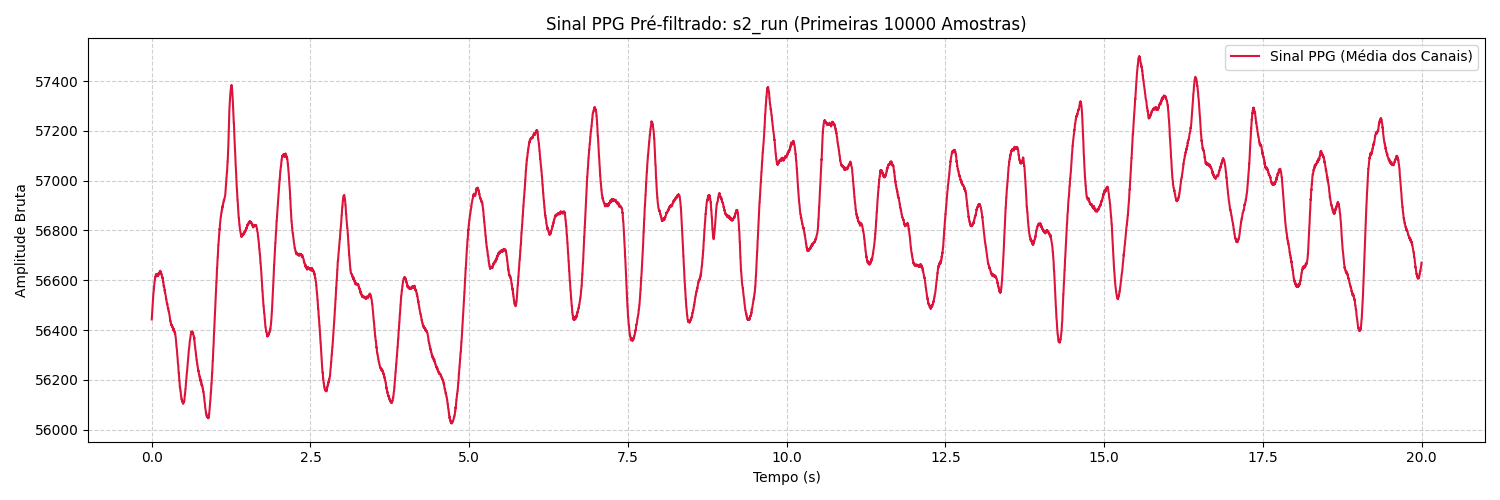 Sinal PPG Pré-filtrado: s2_run (Primeiras 10000 Amostras)
Sinal PPG (Média dos Canais)
57400
57200
57000
56800
56600
56400
56200
56000
Amplitude Bruta
0.0 2.5 5.0 7.5 10.0 12.5 15.0 17.5 20.0
Tempo (s)